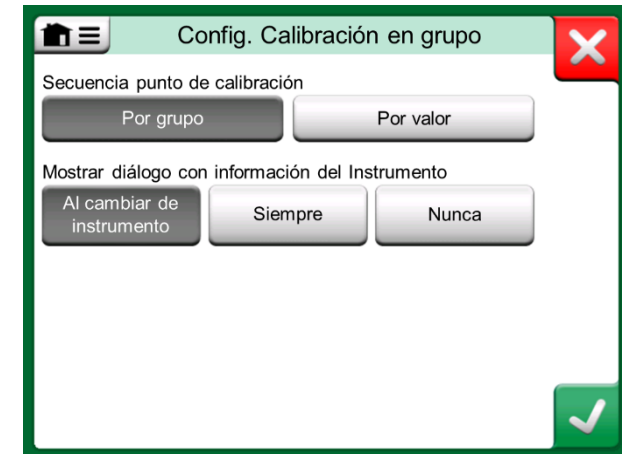 Config. Calibración en grupo
Secuencia punto de calibración
Por grupo
Por valor
Mostrar diálogo con información del Instrumento
Al cambiar de
instrumento
Siempre
Nunca